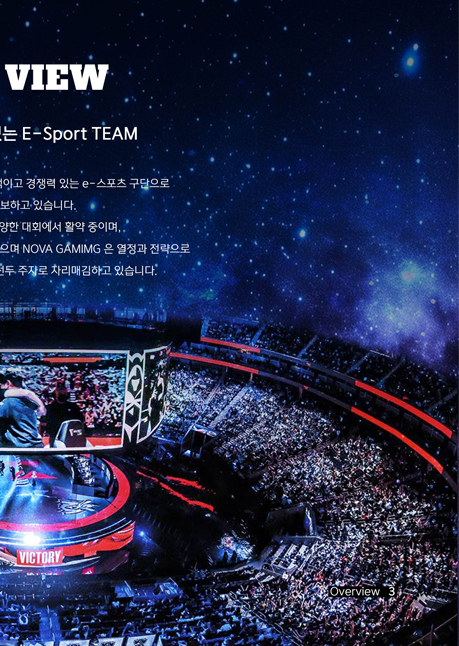 VIEW
있는 E-Sport TEAM
적이고 경쟁력 있는 e-스포츠 구단으로
보하고 있습니다.
양한 대회에서 활약 중이며,
으며 NOVA GAMIMG 은 열정과 전략으로
선두 주자로 차리매김하고 있습니다.
VICTORY
Overview 3